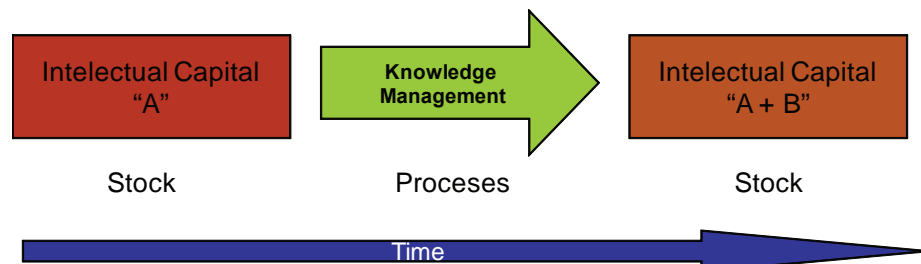 Intelectual Capital
“A”
Knowledge
Management
Intelectual Capital
“A + B”
Stock
Proceses
Stock
Time